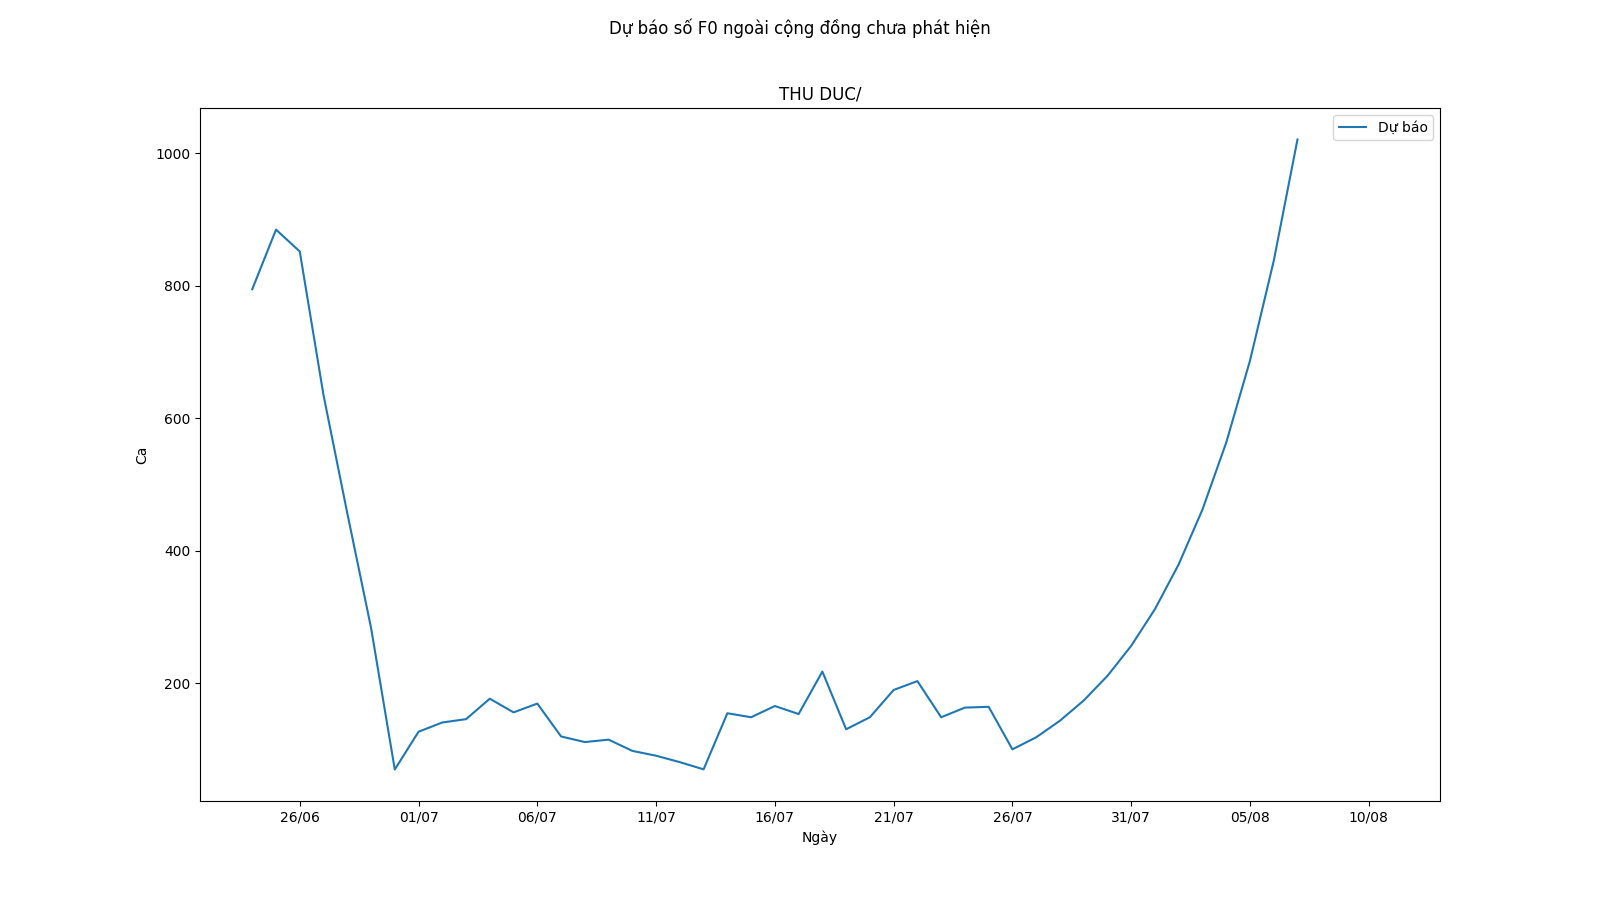 Dự báo số F0 ngoài cộng đồng chưa phát hiện
THU DUC/
Dự báo
1000
800
600
400
200
Ca
26/06 01/07 06/07 11/07 16/07 21/07 26/07 31/07 05/08 10/08
Ngày